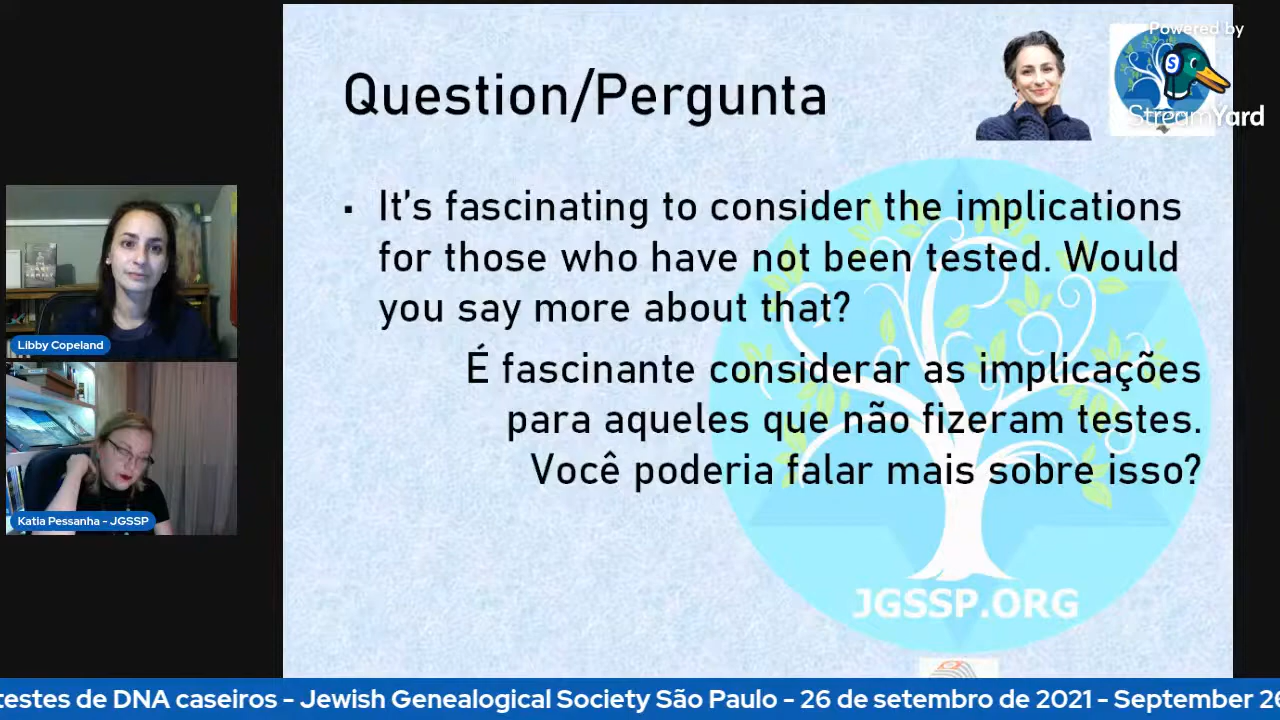 Powered by
StreamYard
Question/Pergunta
▪ It's fascinating to consider the implications
for those who have not been tested. Would
you say more about that?
É fascinante considerar as implicações
para aqueles que não fizeram testes.
Você poderia falar mais sobre isso?
JGSSP.ORG
Libby Copeland
Katia Pessanha - JGSSP
testes de DNA caseiros - Jewish Genealogical Society São Paulo - 26 de setembro de 2021 - September 26